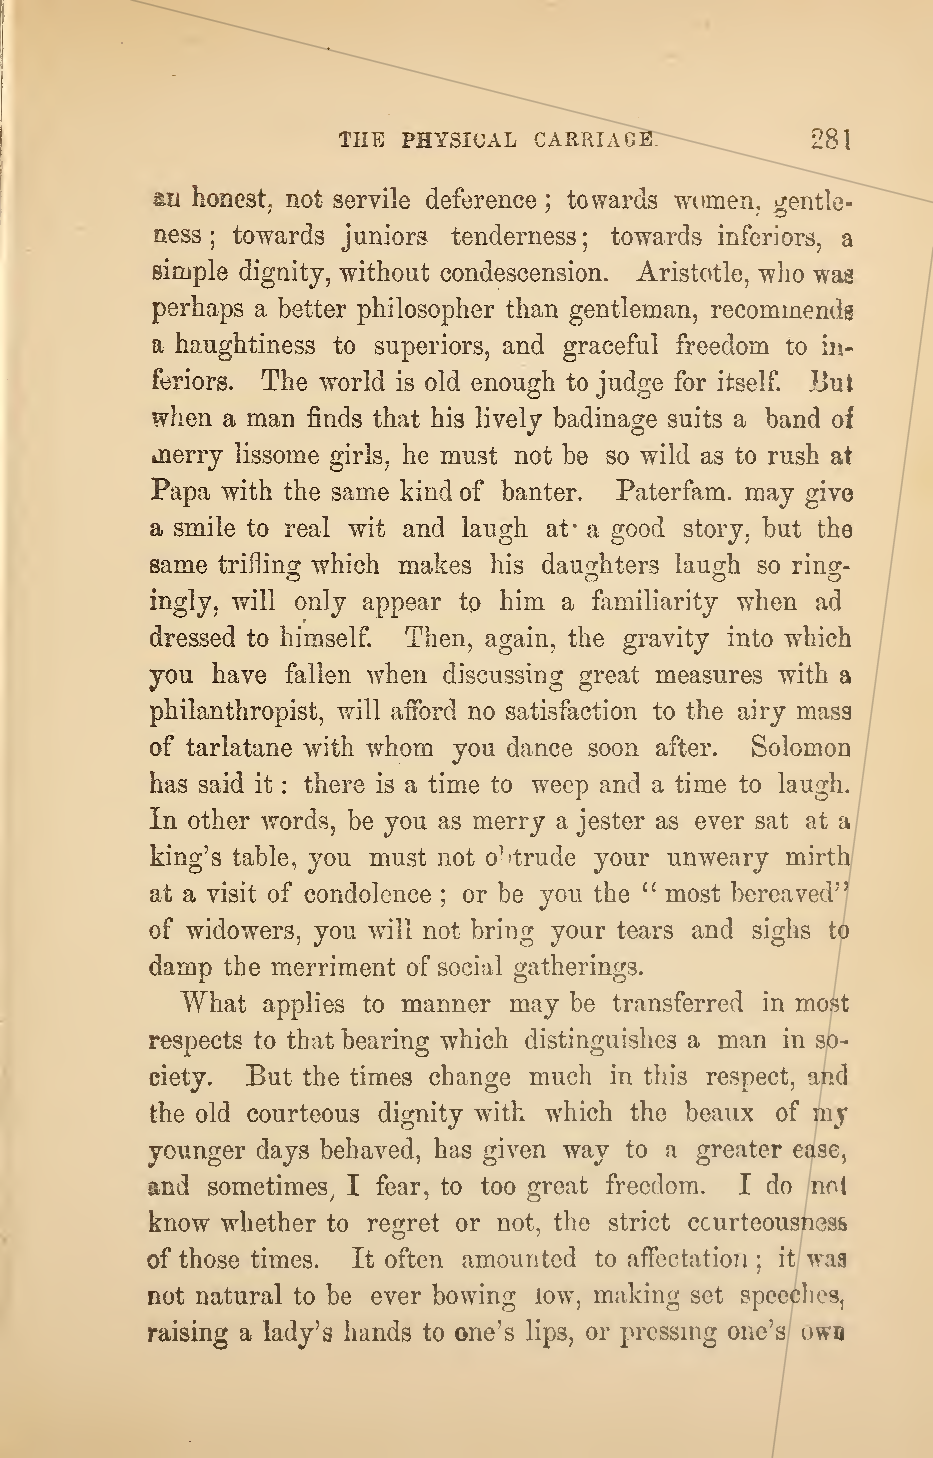 THE PHYSICAL CARRIAGE. 281
an honest, not servile deference ; towards women, gentle-
ness ; towards juniors tenderness ; towards inferiors, a
simple dignity, without condescension. Aristotle, who was
perhaps a better philosopher than gentleman, recommends
a haughtiness to superiors, and graceful freedom to in-
feriors. The world is old enough to judge for itself. But
when a man finds that his lively badinage suits a band of
merry lissome girls, he must not be so wild as to rush at
Papa with the same kind of banter. Paterfam. may give
a smile to real wit and laugh at a good story, but the
same trifling which makes his daughters laugh so ring-
ingly, will only appear to him a familiarity when ad
dressed to himself. Then, again, the gravity into which
you have fallen when discussing great measures with a
philanthropist, will afford no satisfaction to the airy mass
of tarlatane with whom you dance soon after. Solomon
has said it : there is a time to weep and a time to laugh.
In other words, be you as merry a jester as ever sat at a
king's table, you must not obtrude your unweary mirth
at a visit of condolence ; or be you the “ most bereaved”
of widowers, you will not bring your tears and sighs to
damp the merriment of social gatherings.
What applies to manner may be transferred in most
respects to that bearing which distinguishes a man in so-
ciety. But the times change much in this respect, and
the old courteous dignity with which the beaux of my
younger days behaved, has given way to a greater ease,
and sometimes, I fear, to too great freedom. I do not
know whether to regret or not, the strict courteousness
of those times. It often amounted to affectation ; it was
not natural to be ever bowing low, making set speeches,
raising a lady's hands to one's lips, or pressing one's own